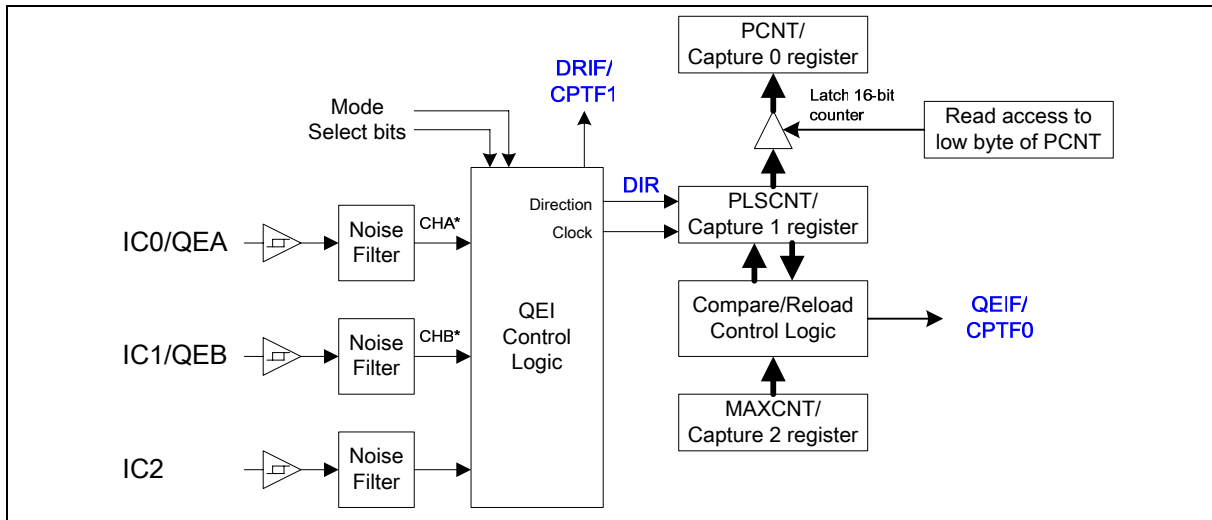 PCNT/
Capture 0 register
DRIF/
CPTF1
Mode
Select bits
Latch 16-bit
counter
Read access to
low byte of PCNT
Direction
DIR
PLSCNT/
Capture 1 register
Clock
IC0/QEA
Noise
Filter
CHA*
QEI
Control
Logic
Compare/Reload
Control Logic
QEIF/
CPTF0
IC1/QEB
Noise
Filter
CHB*
MAXCNT/
Capture 2 register
IC2
Noise
Filter